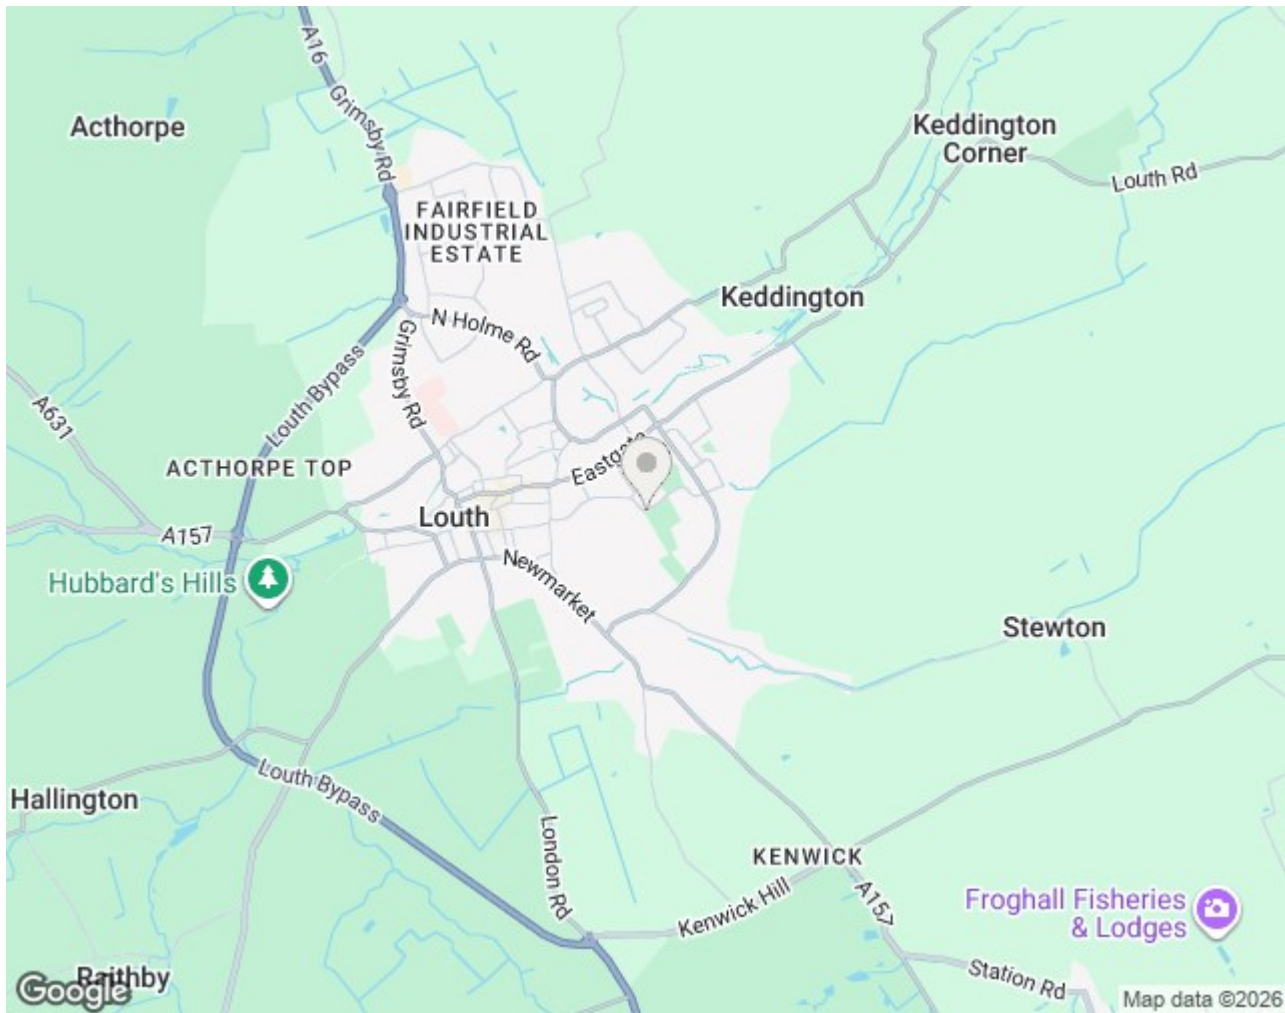 A16
Grimsby Rd
Acthorpe
Keddington
Corner
Louth Rd
FAIRFIELD
INDUSTRIAL
ESTATE
Keddington
N Holme Rd
Grimsby Rd
Louth Bypass
A631
ACTHORPE TOP
Eastgate
Louth
A157
Hubbard's Hills
Newmarket
Stewton
Louth Bypass
Hallington
London Rd
KENWICK
A157
Kenwick Hill
Froghall Fisheries
& Lodges
Raithby
Station Rd
Google
Map data ©2026